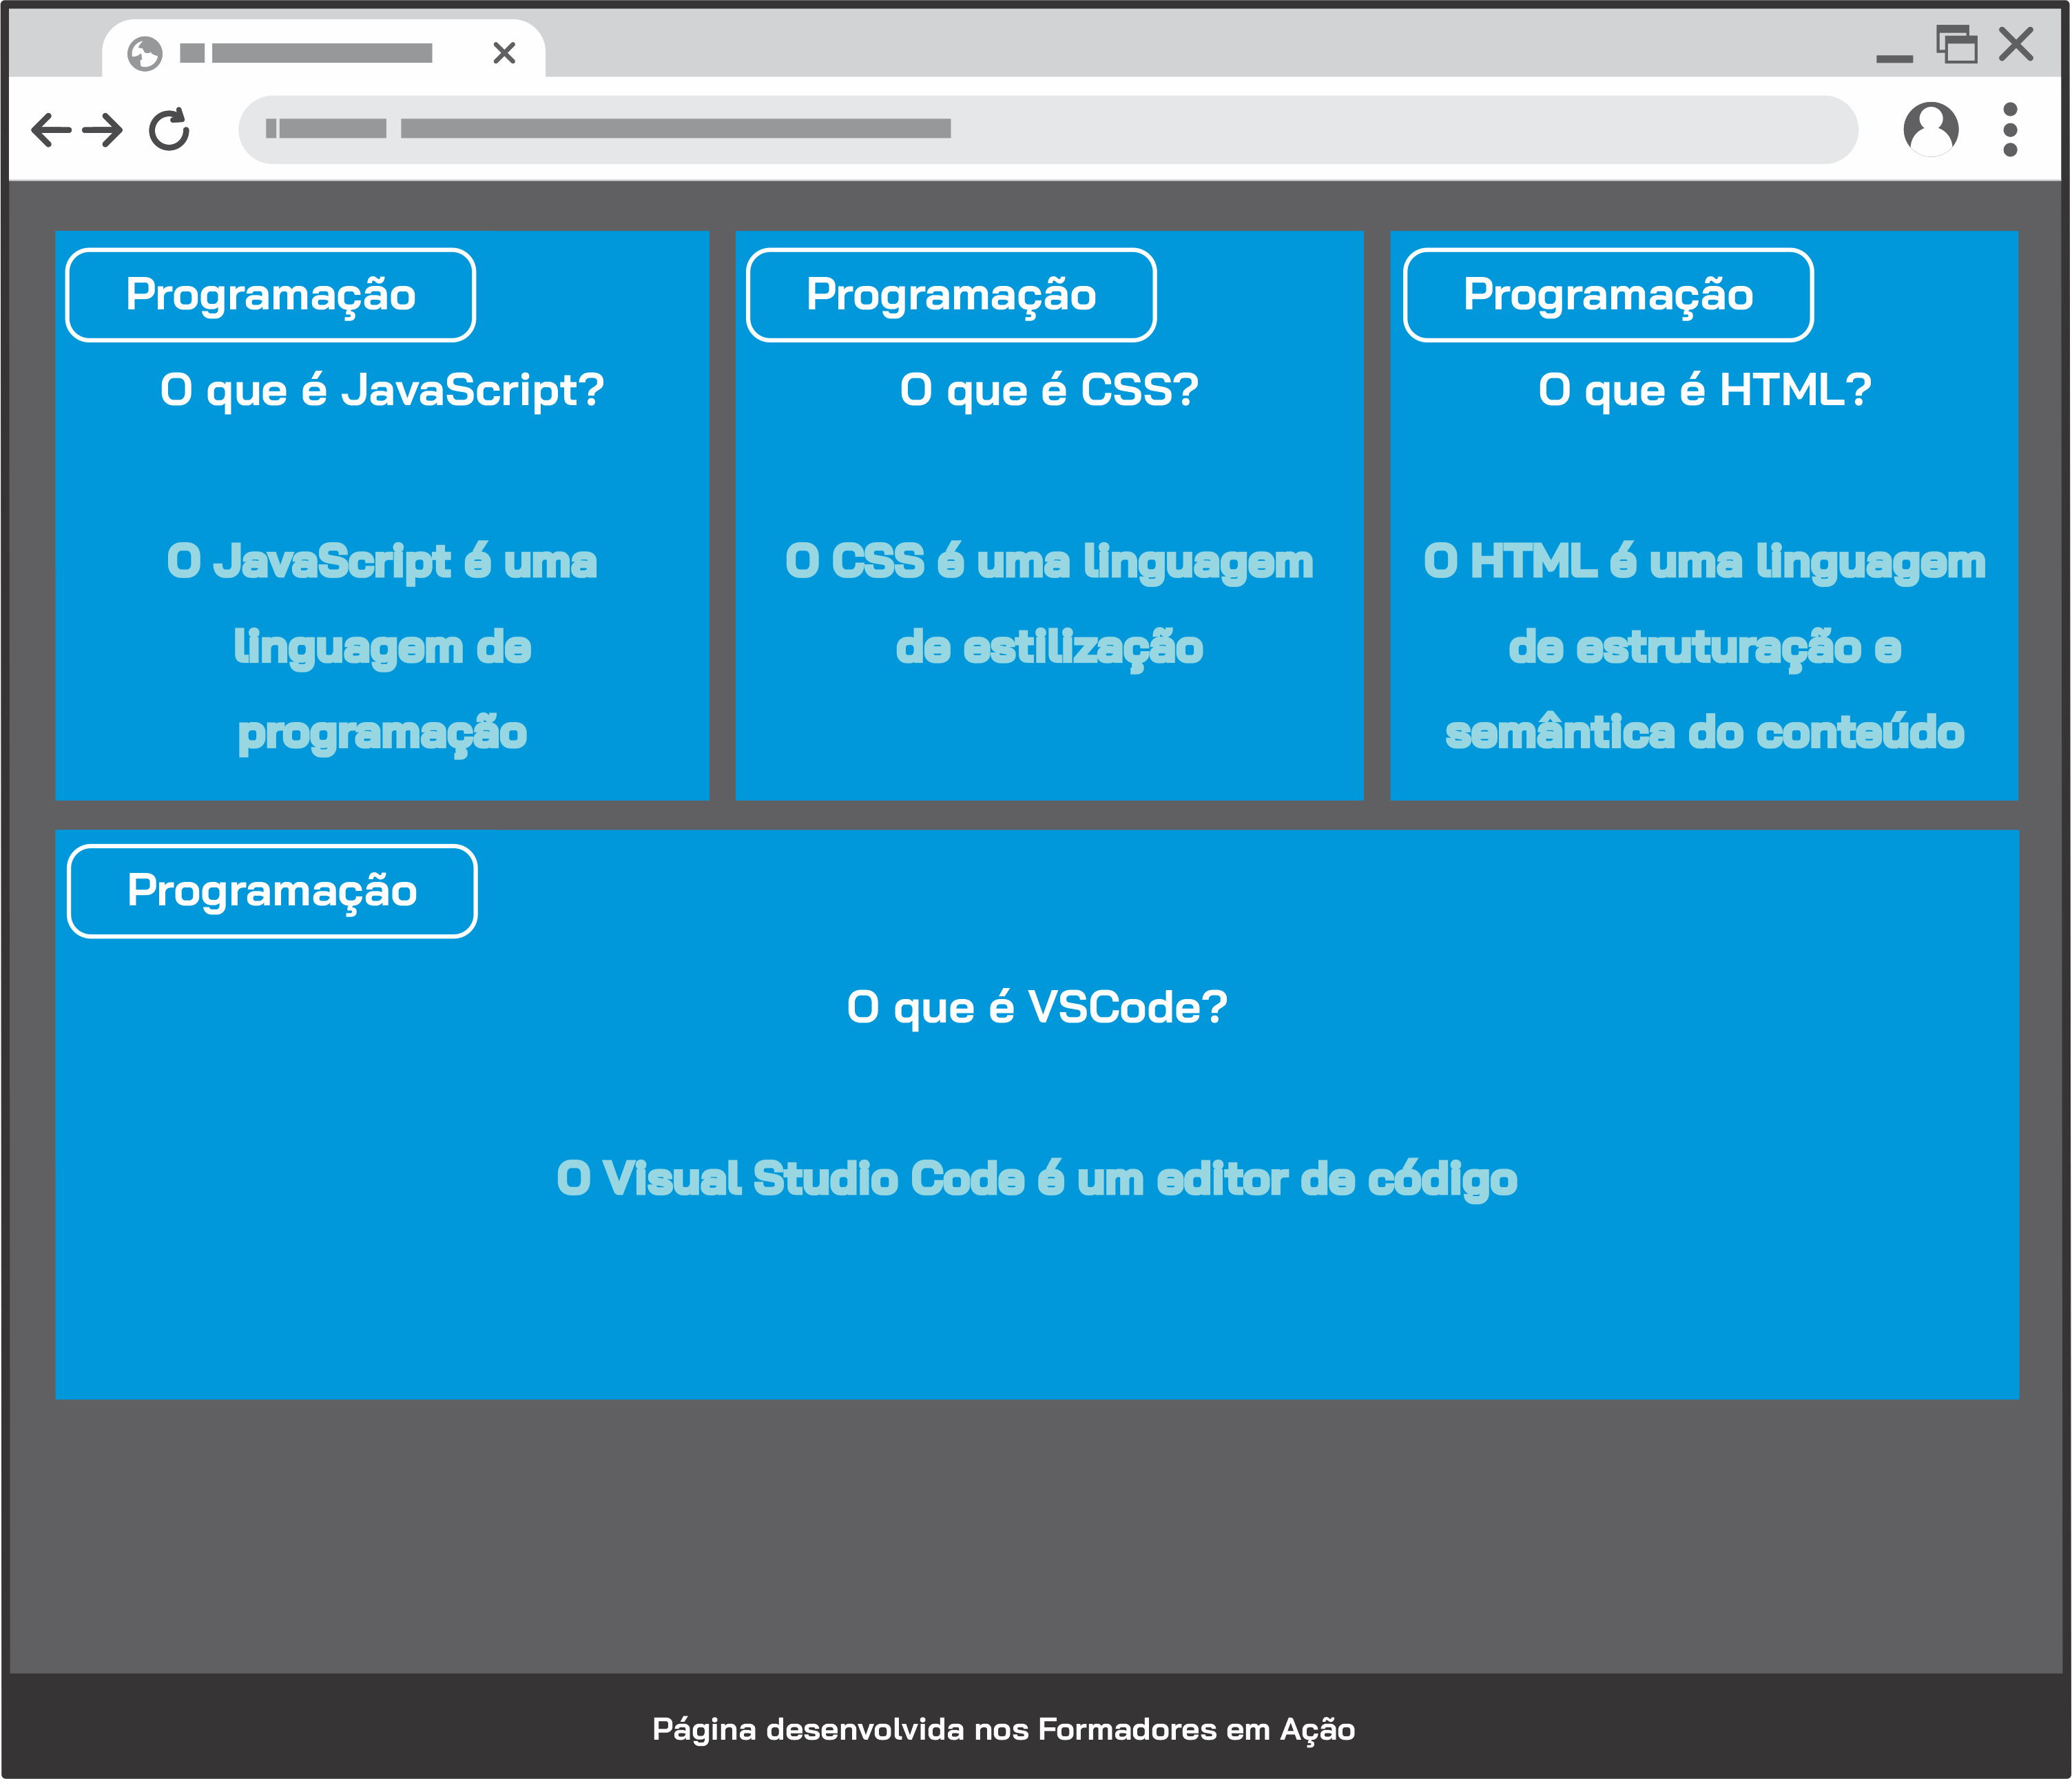 Programação
O que é JavaScript?
O JavaScript é uma
linguagem de
programação
Programação
O que é CSS?
O CSS é uma linguagem
de estilização
Programação
O que é HTML?
O HTML é uma linguagem
de estruturação e
semântica do conteúdo
Programação
O que é VSCode?
O Visual Studio Code é um editor de código
Página desenvolvida nos Formadores em Ação